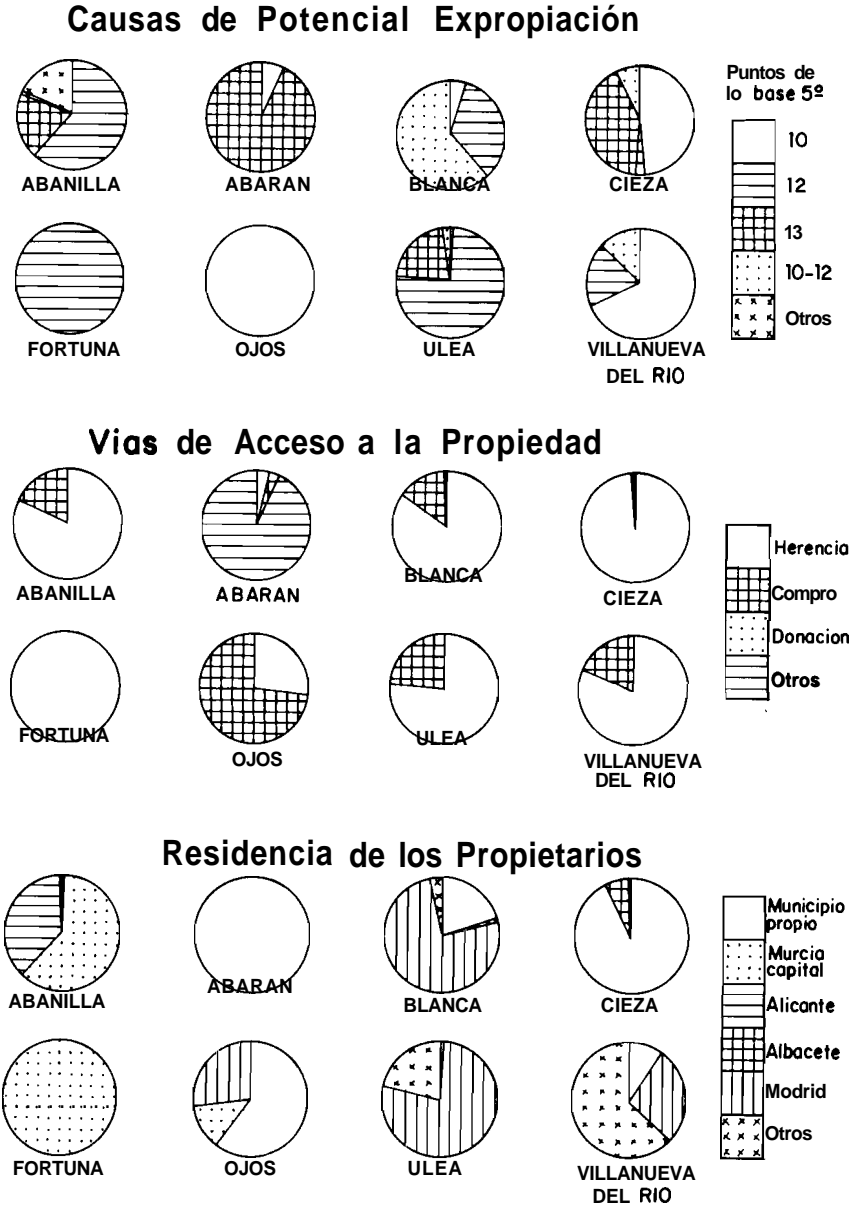 Causas de Potencial Expropiación
Puntos de
lo base 5º
10
12
13
10-12
Otros
ABANILLA
ABARAN
BLANCA
CIEZA
FORTUNA
OJOS
ULEA
VILLANUEVA
DEL RIO
Vias de Acceso a la Propiedad
Herencia
Compro
Donacion
Otros
ABANILLA
ABARAN
BLANCA
CIEZA
FORTUNA
OJOS
ULEA
VILLANUEVA
DEL RIO
Residencia de los Propietarios
Municipio
propio
Murcia
capital
Alicante
Albacete
Modrid
Otros
ABANILLA
ABARAN
BLANCA
CIEZA
FORTUNA
OJOS
ULEA
VILLANUEVA
DEL RIO